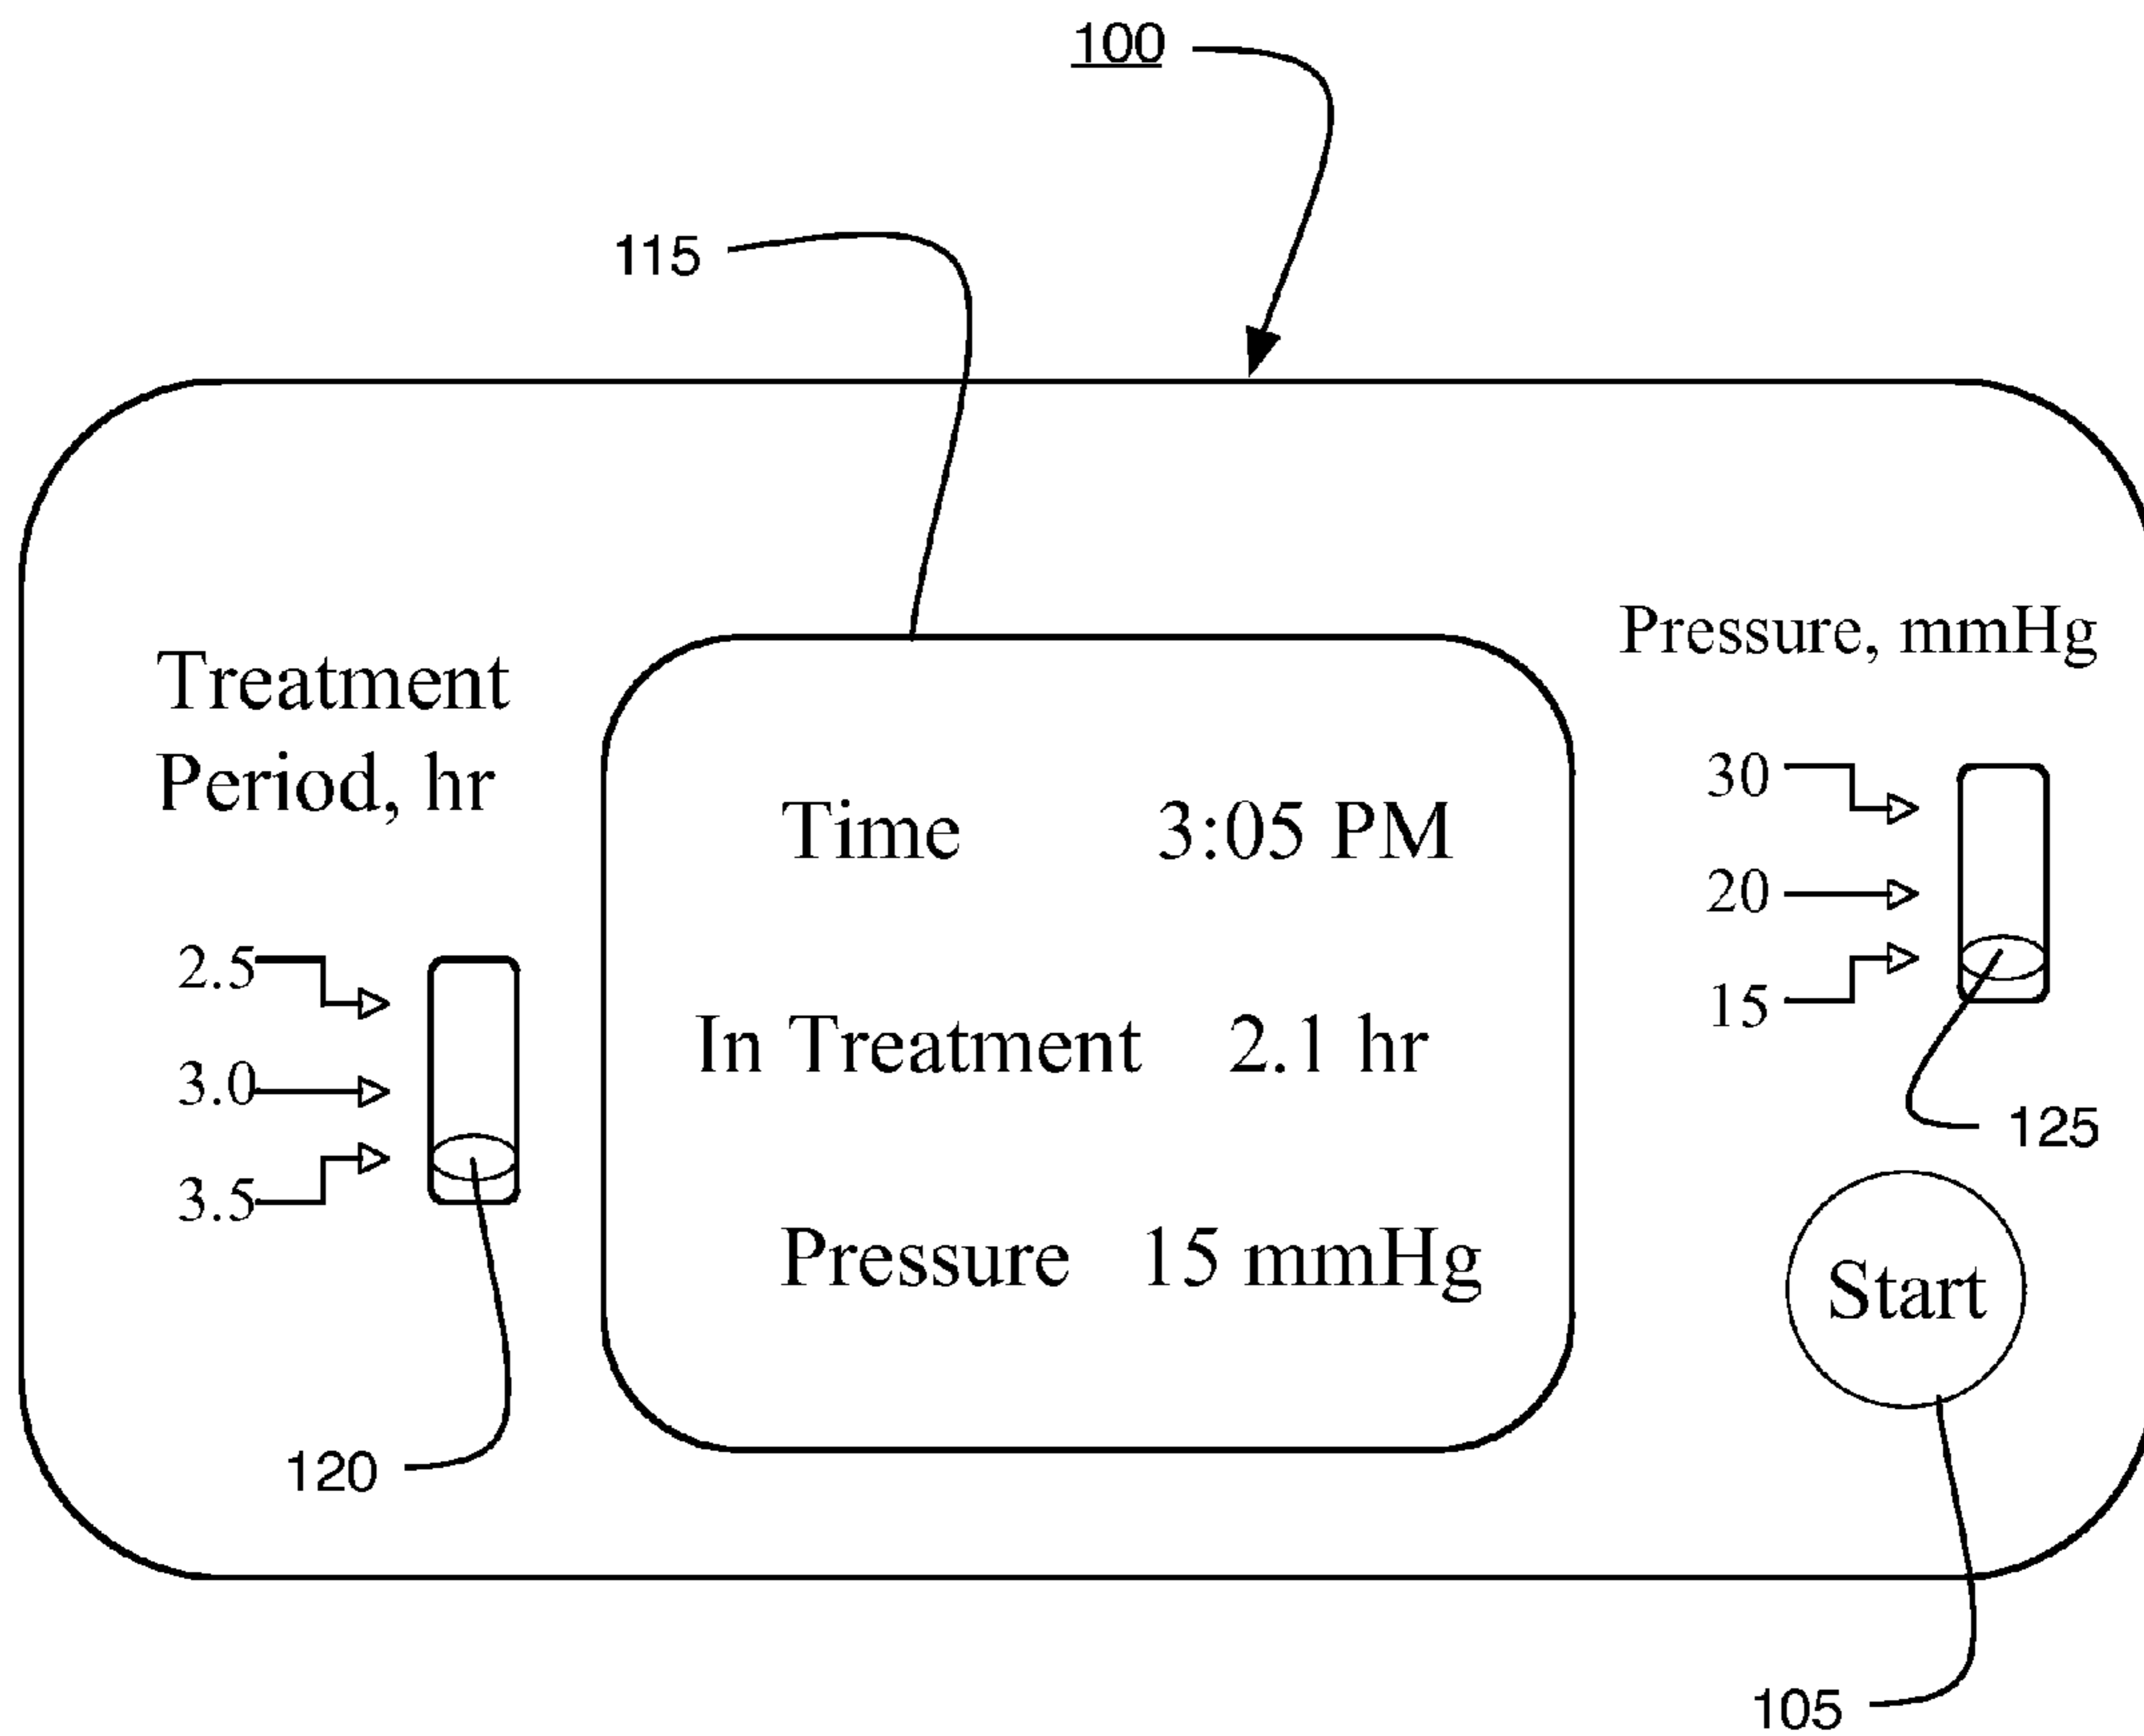 100
115
Treatment
Period, hr
2.5
3.0
3.5
120
Time 3:05 PM
In Treatment 2.1 hr
Pressure 15 mmHg
Pressure, mmHg
30
20
15
125
Start
105